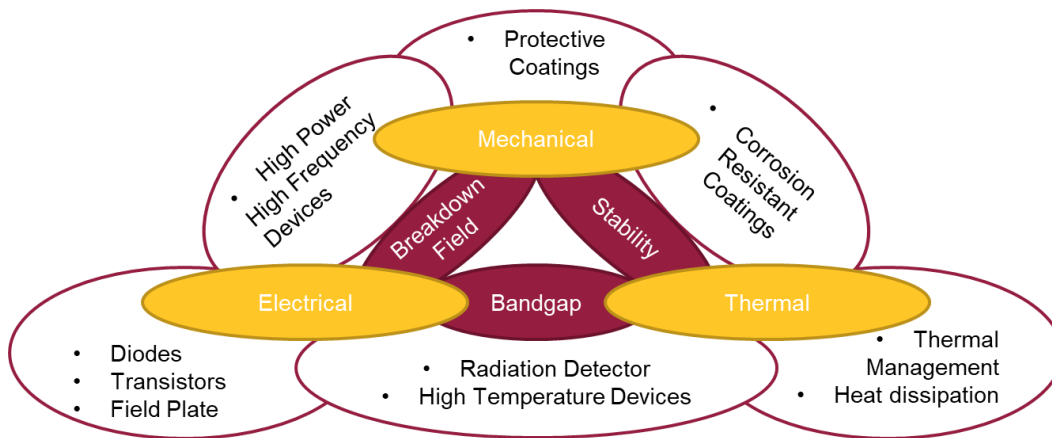 • Protective
Coatings
Mechanical
• High Power
• High Frequency
Devices
• Corrosion
Resistant
Coatings
Breakdown
Field
Stability
Electrical
Bandgap
Thermal
• Diodes
• Transistors
• Field Plate
• Radiation Detector
• High Temperature Devices
• Thermal
Management
• Heat dissipation